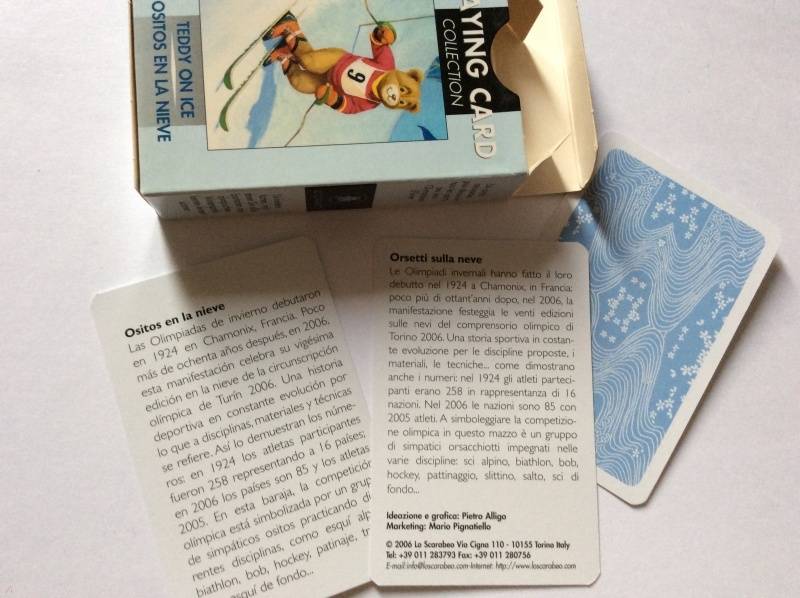 PLAYING CARD
COLLECTION
TEDDY ON ICE
OSITOS EN LA NIEVE
9
Ositos en la nieve
Las Olimpiadas de invierno debutaron
en 1924 en Chamonix, Francia. Poco
más de ochenta años después, en 2006,
esta manifestación celebra su vigésima
edición en la nieve de la circunscripción
olímpica de Turín 2006. Una historia
deportiva en constante evolución por
lo que a disciplinas, materiales y técnicas
se refiere. Así lo demuestran los núme-
ros: en 1924 los atletas participantes
fueron 258 representando a 16 países;
en 2006 los países son 85 y los atletas
2005. En esta baraja, la competición
olímpica está simbolizada por un grup
de simpáticos ositos practicando di
rentes disciplinas, como esquí alp
biathlon, bob, hockey, patinaje, tr
esquí de fondo...
Orsetti sulla neve
Le Olimpiadi invernali hanno fatto il loro
debutto nel 1924 a Chamonix, in Francia;
poco più di ottant'anni dopo, nel 2006, la
manifestazione festeggia le venti edizioni
sulle nevi del comprensorio olimpico di
Torino 2006. Una storia sportiva in costan-
te evoluzione per le discipline proposte, i
materiali, le tecniche... come dimostrano
anche i numeri: nel 1924 gli atleti parteci-
panti erano 258 in rappresentanza di 16
nazioni. Nel 2006 le nazioni sono 85 con
2005 atleti. A simboleggiare la competizio-
ne olimpica in questo mazzo è un gruppo
di simpatici orsacchiotti impegnati nelle
varie discipline: sci alpino, biathlon, bob,
hockey, pattinaggio, slittino, salto, sci di
fondo...
Ideazione e grafica: Pietro Alligo
Marketing: Mario Pignatiello
© 2006 Lo Scarabeo Via Cigna 110 - 10155 Torino Italy
Tel: +39 011 283793 Fax: +39 011 280756
E-mail:info@loscarabeo.com-Internet: http://www.loscarabeo.com